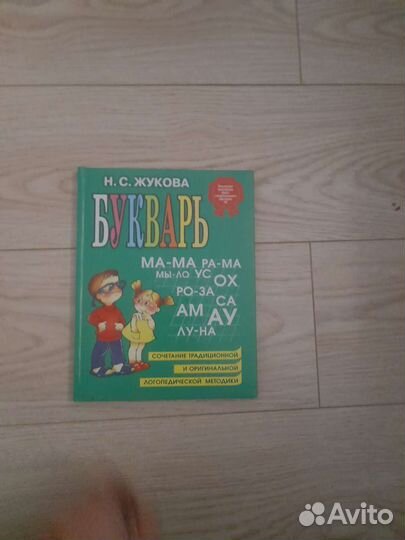 Н. С. ЖУКОВА
БУКВАРЬ
МА-МА РА-МА
МЫ-ЛО УС ОХ
РО-ЗА
АМ СА
АУ
ЛУ-НА
СОЧЕТАНИЕ ТРАДИЦИОННОЙ
И ОРИГИНАЛЬНОЙ
ЛОГОПЕДИЧЕСКОЙ МЕТОДИКИ
Avito